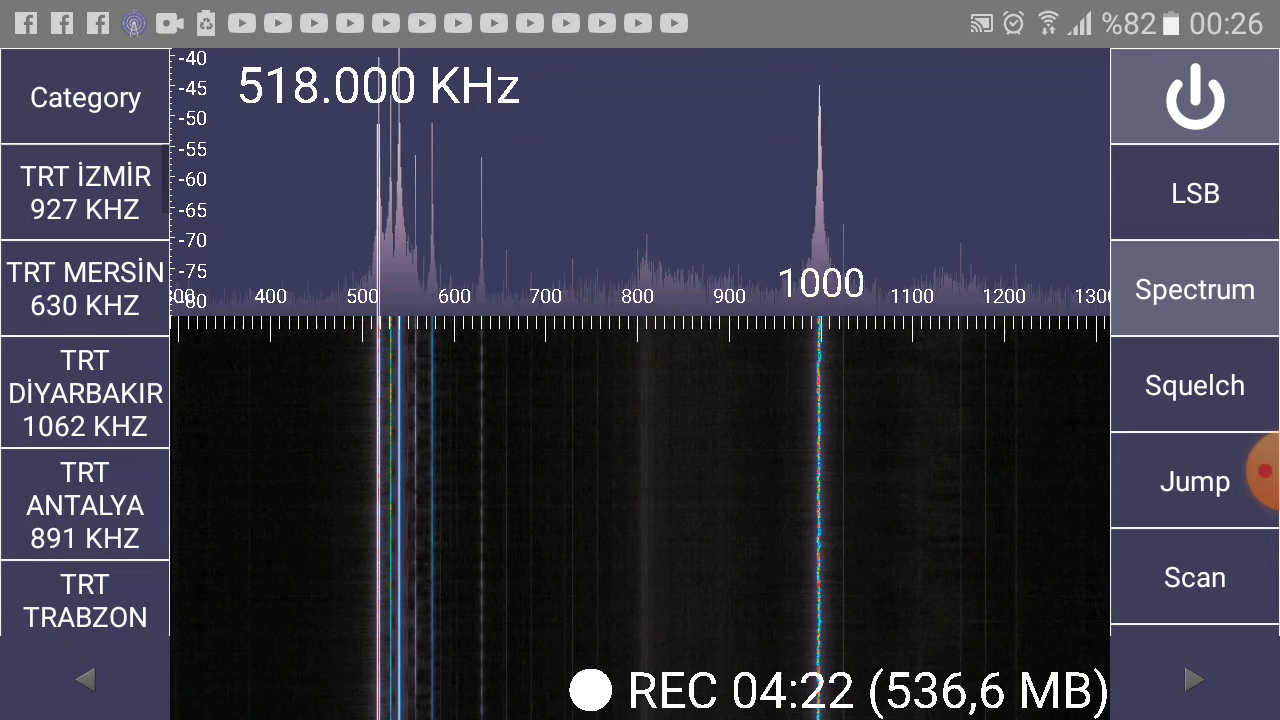 %82 00:26
Category
TRT İZMİR
927 KHZ
TRT MERSİN
630 KHZ
TRT
DİYARBAKIR
1062 KHZ
TRT
ANTALYA
891 KHZ
TRT
TRABZON
518.000 KHz
-40
-45
-50
-55
-60
-65
-70
-75
-80
400 500 600 700 800 900 1000 1100 1200 1300
REC 04:22 (536,6 MB)
LSB
Spectrum
Squelch
Jump
Scan